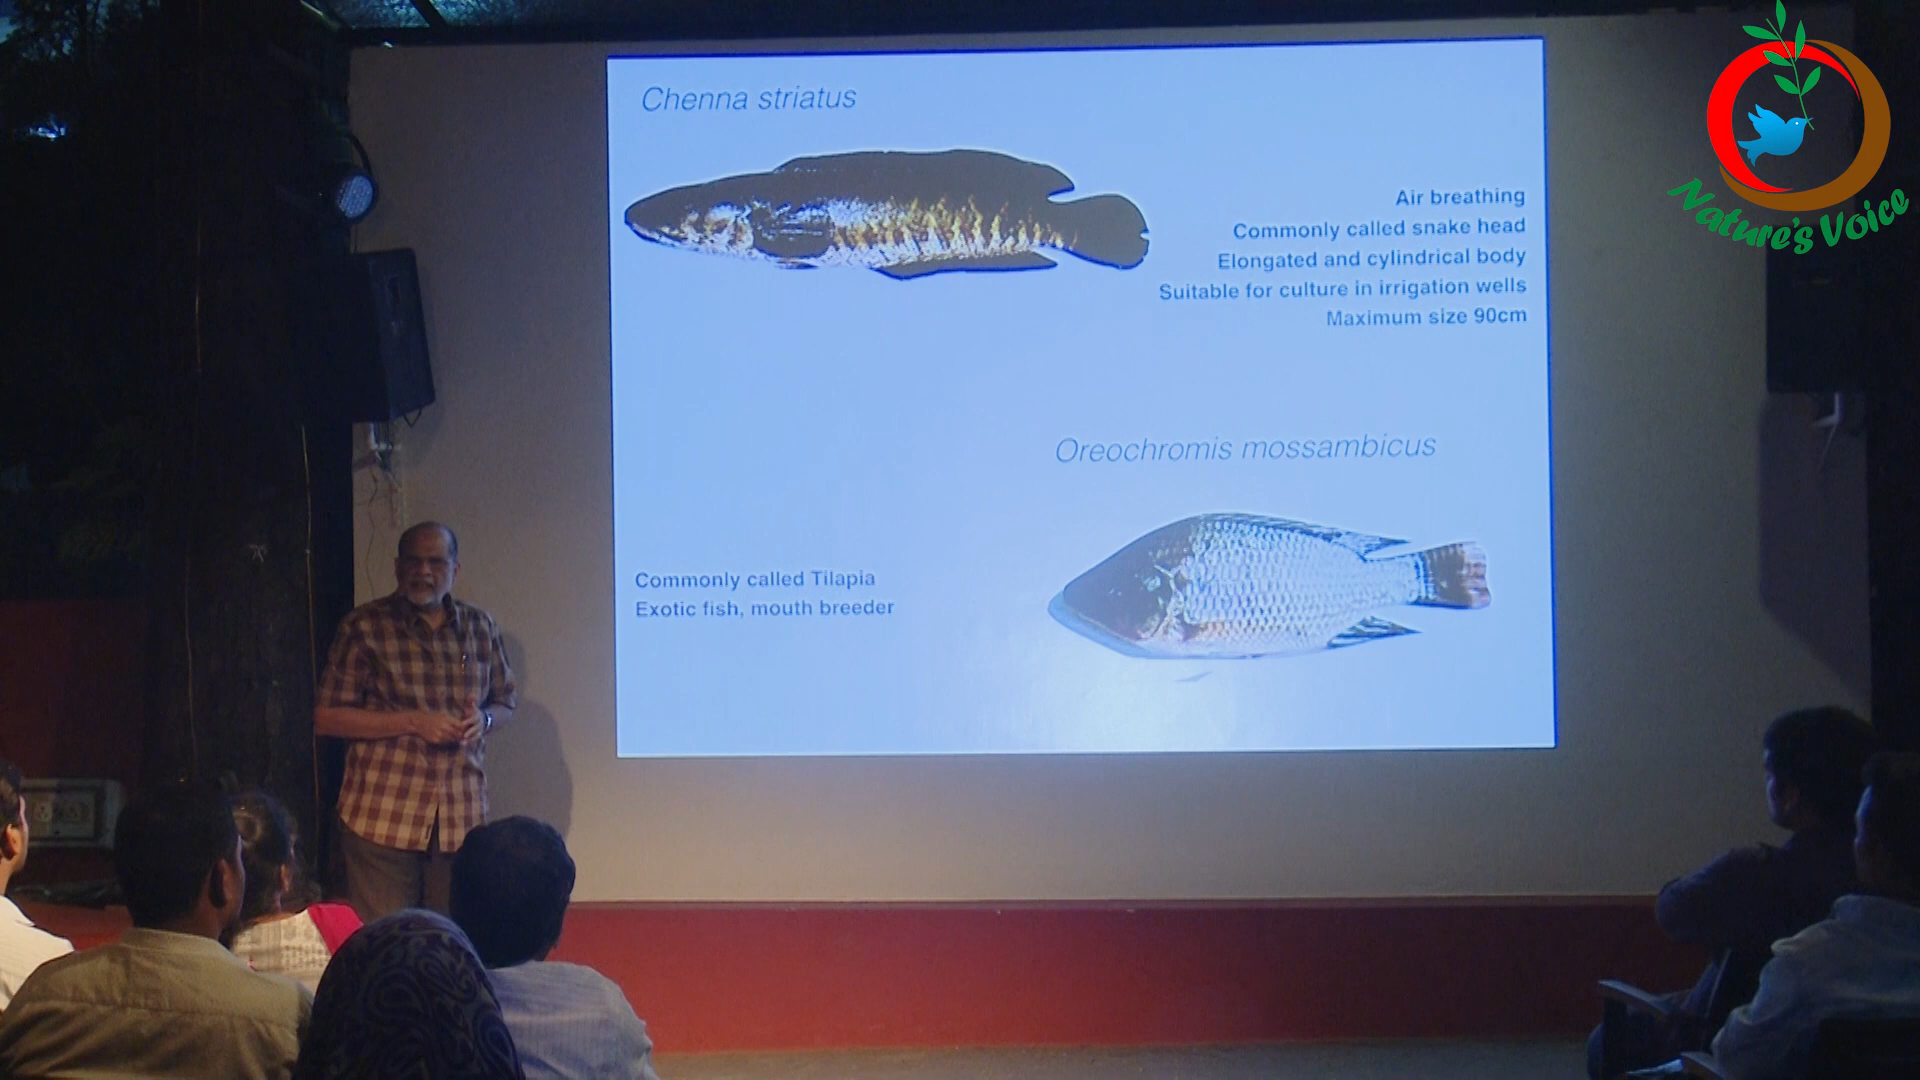 Chenna striatus
Air breathing
Commonly called snake head
Elongated and cylindrical body
Suitable for culture in irrigation wells
Maximum size 90cm
Oreochromis mossambicus
Commonly called Tilapia
Exotic fish, mouth breeder
Nature's Voice